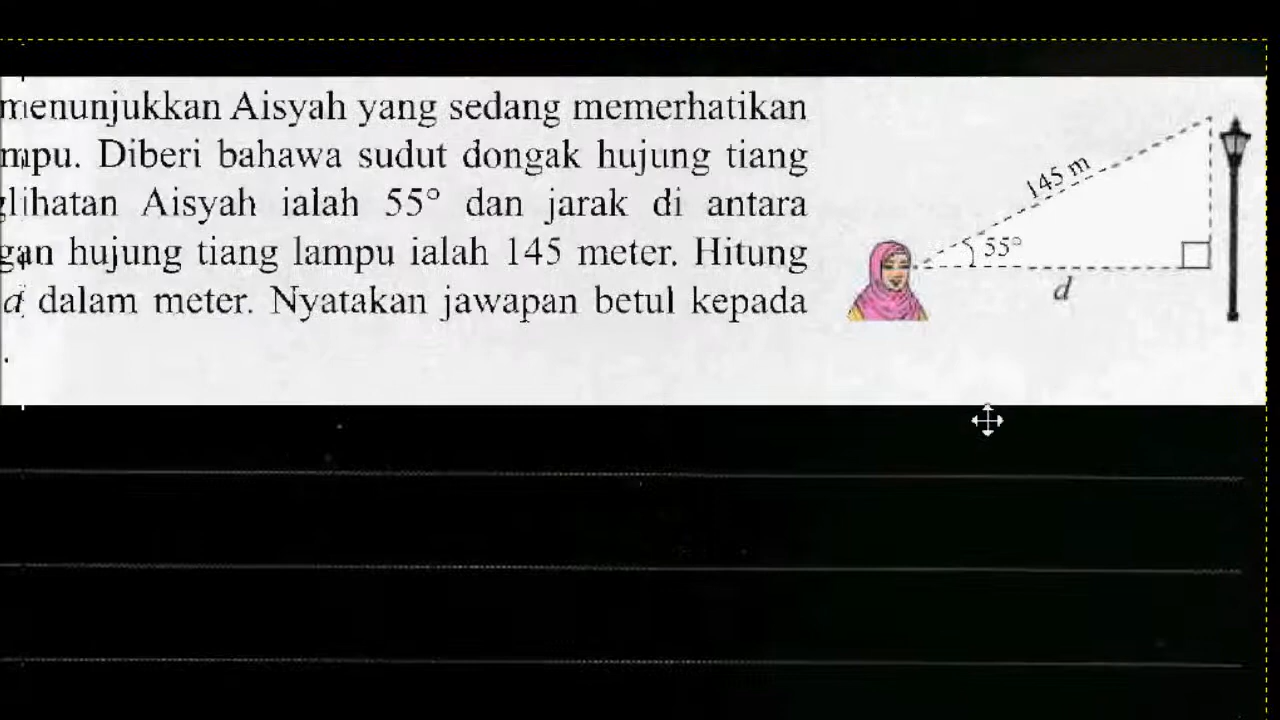 menunjukkan Aisyah yang sedang memerhatikan
mpu. Diberi bahawa sudut dongak hujung tiang
glihatan Aisyah ialah 55° dan jarak di antara
gan hujung tiang lampu ialah 145 meter. Hitung
d dalam meter. Nyatakan jawapan betul kepada
.
145 m
55°
d